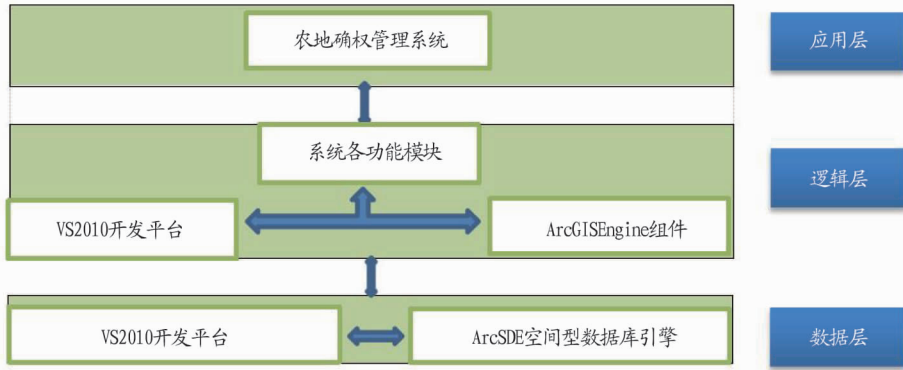 农地确权管理系统
应用层
系统各功能模块
逻辑层
VS2010开发平台
ArcGISEngine组件
VS2010开发平台
ArcSDE空间型数据库引擎
数据层